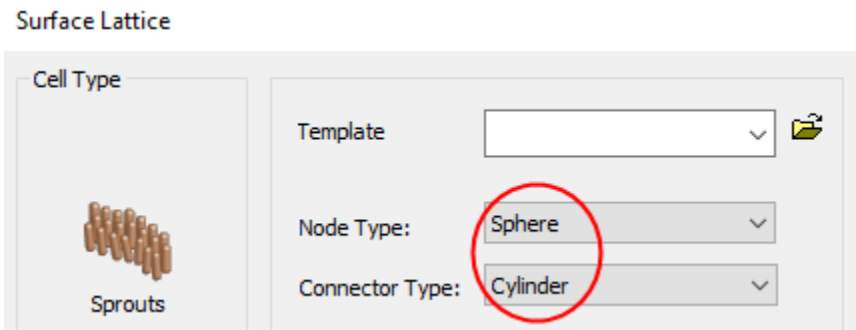 Surface Lattice
Cell Type
Sprouts
Template
Node Type: Sphere
Connector Type: Cylinder